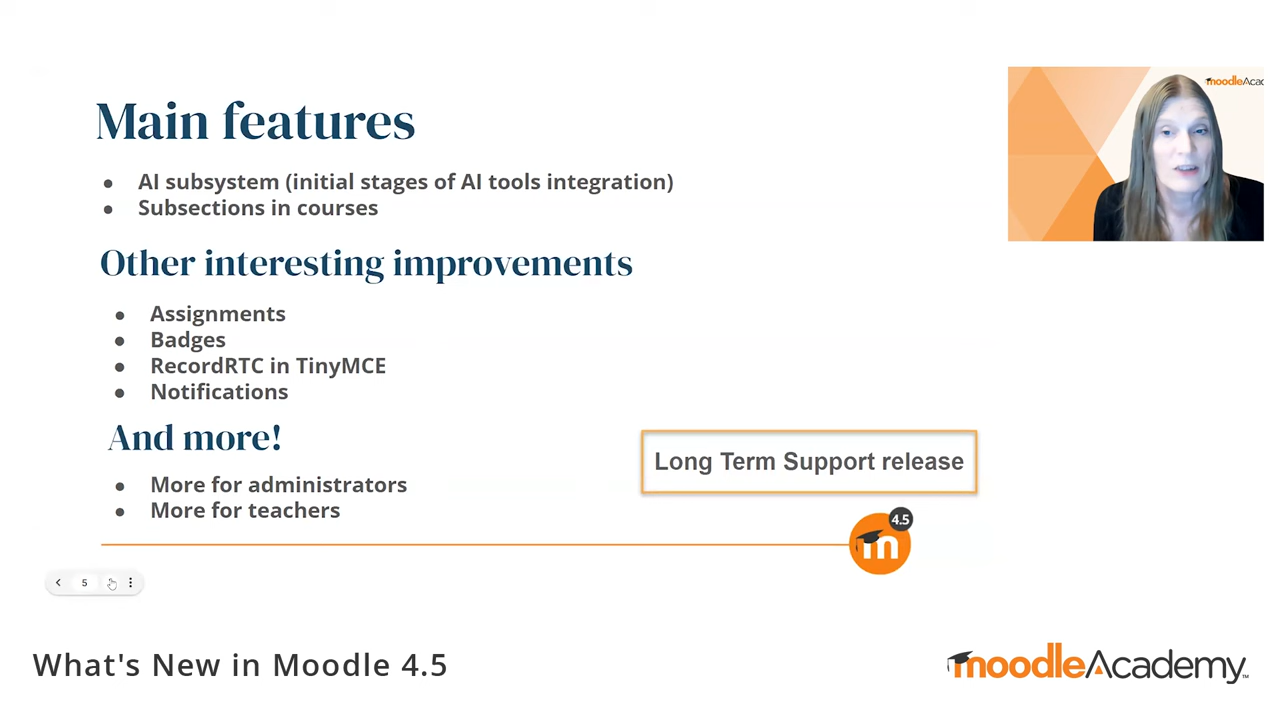 Main features
● AI subsystem (initial stages of AI tools integration)
● Subsections in courses
Other interesting improvements
● Assignments
● Badges
● RecordRTC in TinyMCE
● Notifications
And more!
● More for administrators
● More for teachers
Long Term Support release
4.5
m
5
moodleAcad
What's New in Moodle 4.5
moodleAcademy™